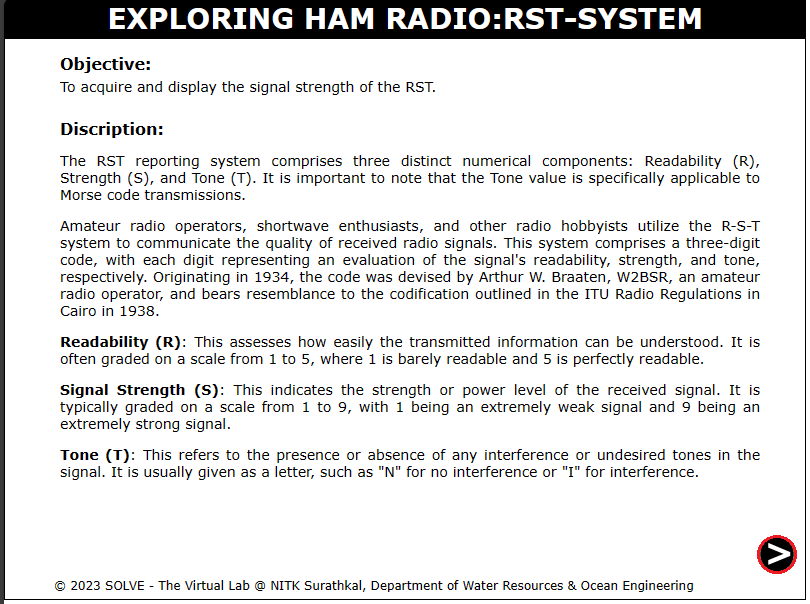 EXPLORING HAM RADIO:RST-SYSTEM
Objective:
To acquire and display the signal strength of the RST.
Discription:
The RST reporting system comprises three distinct numerical components: Readability (R),
Strength (S), and Tone (T). It is important to note that the Tone value is specifically applicable to
Morse code transmissions.
Amateur radio operators, shortwave enthusiasts, and other radio hobbyists utilize the R-S-T
system to communicate the quality of received radio signals. This system comprises a three-digit
code, with each digit representing an evaluation of the signal's readability, strength, and tone,
respectively. Originating in 1934, the code was devised by Arthur W. Braaten, W2BSR, an amateur
radio operator, and bears resemblance to the codification outlined in the ITU Radio Regulations in
Cairo in 1938.
Readability (R): This assesses how easily the transmitted information can be understood. It is
often graded on a scale from 1 to 5, where 1 is barely readable and 5 is perfectly readable.
Signal Strength (S): This indicates the strength or power level of the received signal. It is
typically graded on a scale from 1 to 9, with 1 being an extremely weak signal and 9 being an
extremely strong signal.
Tone (T): This refers to the presence or absence of any interference or undesired tones in the
signal. It is usually given as a letter, such as "N" for no interference or "I" for interference.
>
© 2023 SOLVE - The Virtual Lab @ NITK Surathkal, Department of Water Resources & Ocean Engineering